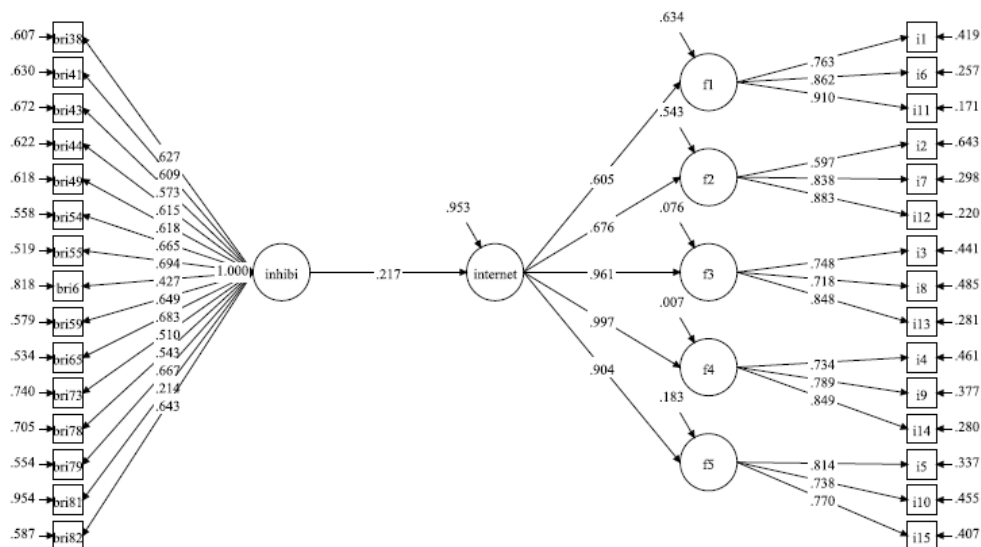 .607 bri38
.630 bri41
.672 bri43
.622 bri44
.618 bri49
.558 bri54
.519 bri55
.818 bri6
.579 bri59
.534 bri65
.740 bri73
.705 bri78
.554 bri79
.954 bri81
.587 bri82
.627
.609
.573
.615
.618
.665
.694
.427
.649
.683
.510
.543
.667
.214
.643
1.000 inhibi
.217
.953
internet
.605
.676
.961
.997
.904
.634
f1
.543
f2
.076
f3
.007
f4
.183
f5
.763
.862
.910
.597
.838
.883
.748
.718
.848
.734
.789
.849
.814
.738
.770
i1 .419
i6 .257
i11 .171
i2 .643
i7 .298
i12 .220
i3 .441
i8 .485
i13 .281
i4 .461
i9 .377
i14 .280
i5 .337
i10 .455
i15 .407